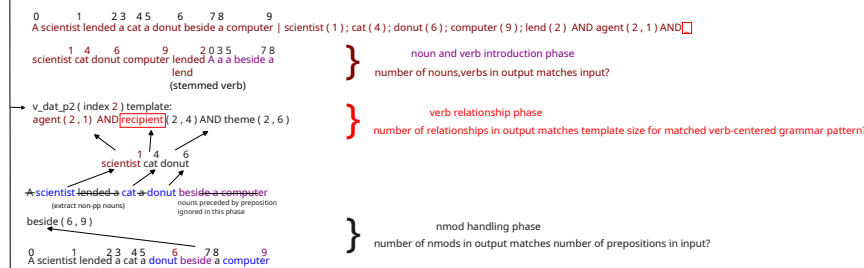 0 1 2 3 4 5 6 7 8 9
A scientist lended a cat a donut beside a computer | scientist ( 1 ) ; cat ( 4 ) ; donut ( 6 ) ; computer ( 9 ) ; lend ( 2 ) AND agent ( 2 , 1 ) AND _
1 4 6 9 2 0 3 5 7 8
scientist cat donut computer lended A a a beside a
lend
(stemmed verb)
noun and verb introduction phase
number of nouns,verbs in output matches input?
v_dat_p2 ( index 2 ) template:
agent ( 2 , 1) AND recipient ( 2 , 4 ) AND theme ( 2 , 6 )
verb relationship phase
number of relationships in output matches template size for matched verb-centered grammar pattern?
1 4 6
scientist cat donut
A scientist lended a cat a donut beside a computer
(extract non-pp nouns)
nouns preceded by preposition
ignored in this phase
beside ( 6 , 9 )
nmod handling phase
number of nmods in output matches number of prepositions in input?
0 1 2 3 4 5 6 7 8 9
A scientist lended a cat a donut beside a computer